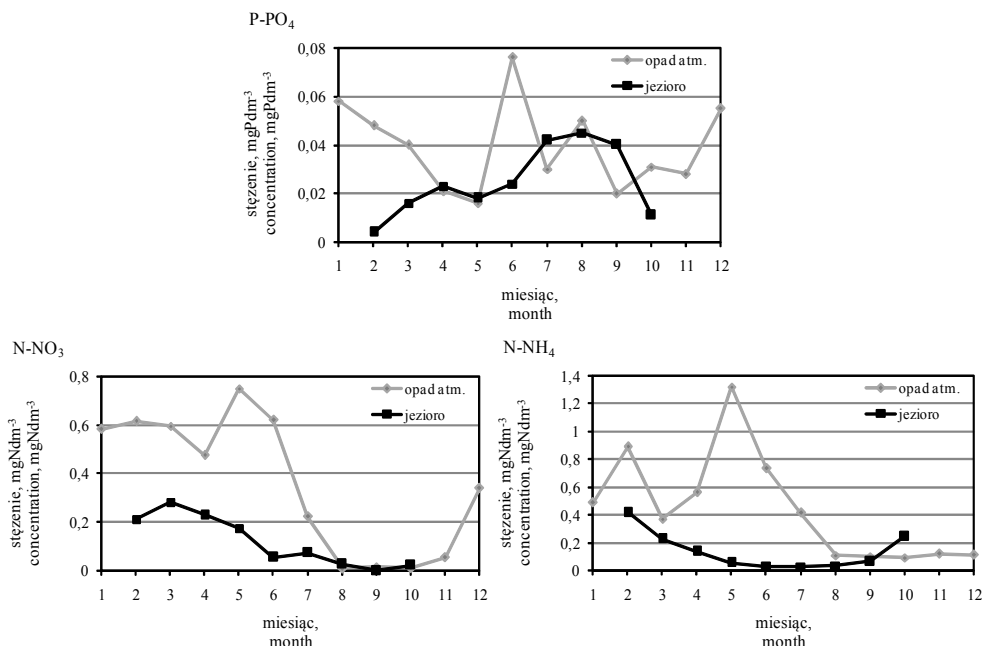 P-PO₄
stęzenie, mgPdm⁻³
concentration, mgPdm⁻³
0,08
0,06
0,04
0,02
0
opad atm.
jezioro
1 2 3 4 5 6 7 8 9 10 11 12
miesiąc,
month
N-NO₃
stęzenie, mgNdm⁻³
concentration, mgNdm⁻³
0,8
0,6
0,4
0,2
0
opad atm.
jezioro
1 2 3 4 5 6 7 8 9 10 11 12
miesiąc,
month
N-NH₄
stęzenie, mgNdm⁻³
concentration, mgNdm⁻³
1,4
1,2
1
0,8
0,6
0,4
0,2
0
opad atm.
jezioro
1 2 3 4 5 6 7 8 9 10 11 12
miesiąc,
month